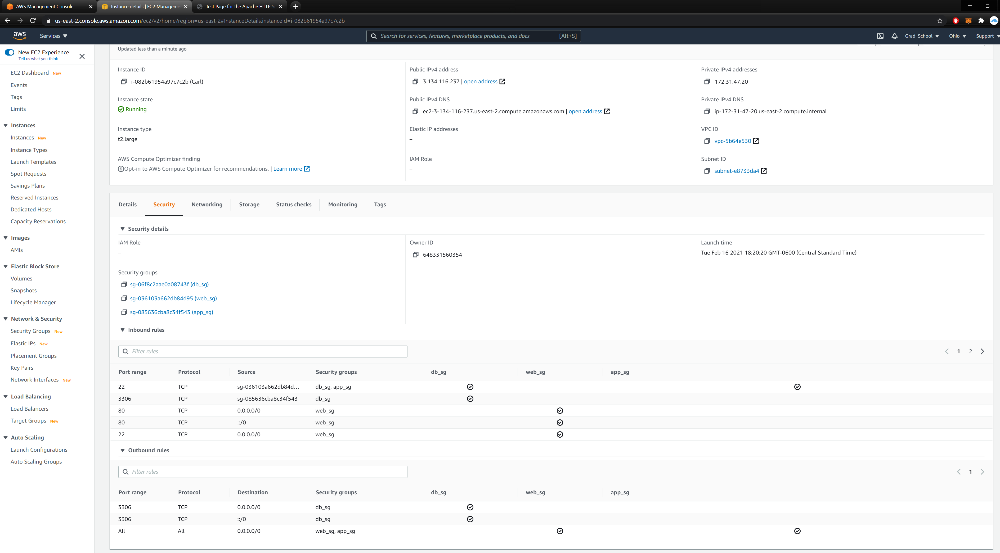 AWS Management Console
Instance details | EC2 Manageme
Test Page for the Apache HTTP S
us-east-2.console.aws.amazon.com/ec2/v2/home?region=us-east-2#InstanceDetails:instanceId=i-082b61954a97c7c2b
aws
Services
Search for services, features, marketplace products, and docs
[Alt+S]
Grad_School
Ohio
Support
New EC2 Experience
Tell us what you think
EC2 Dashboard New
Events
Tags
Limits
Instances
Instances New
Instance Types
Launch Templates
Spot Requests
Savings Plans
Reserved Instances
Dedicated Hosts
Capacity Reservations
Images
AMIs
Elastic Block Store
Volumes
Snapshots
Lifecycle Manager
Network & Security
Security Groups New
Elastic IPs New
Placement Groups
Key Pairs
Network Interfaces New
Load Balancing
Load Balancers
Target Groups New
Auto Scaling
Launch Configurations
Auto Scaling Groups
Updated less than a minute ago
Instance ID
i-082b61954a97c7c2b (Carl)
Public IPv4 address
3.134.116.237 | open address
Private IPv4 addresses
172.31.47.20
Instance state
Running
Public IPv4 DNS
ec2-3-134-116-237.us-east-2.compute.amazonaws.com | open address
Private IPv4 DNS
ip-172-31-47-20.us-east-2.compute.internal
Instance type
t2.large
Elastic IP addresses
–
VPC ID
vpc-5b64e530
AWS Compute Optimizer finding
Opt-in to AWS Compute Optimizer for recommendations. | Learn more
IAM Role
–
Subnet ID
subnet-e8733da4
Details
Security
Networking
Storage
Status checks
Monitoring
Tags
Security details
IAM Role
–
Owner ID
648331560354
Launch time
Tue Feb 16 2021 18:20:20 GMT-0600 (Central Standard Time)
Security groups
sg-06f8c2aae0a08743f (db_sg)
sg-036103a662db84d95 (web_sg)
sg-085636cba8c34f543 (app_sg)
Inbound rules
Filter rules
1 2
Port range Protocol Source Security groups db_sg web_sg app_sg
22 TCP sg-036103a662db84d... db_sg, app_sg
3306 TCP sg-085636cba8c34f543 db_sg
80 TCP 0.0.0.0/0 web_sg
80 TCP ::/0 web_sg
22 TCP 0.0.0.0/0 web_sg
Outbound rules
Filter rules
1
Port range Protocol Destination Security groups db_sg web_sg app_sg
3306 TCP 0.0.0.0/0 db_sg
3306 TCP ::/0 db_sg
All All 0.0.0.0/0 web_sg, app_sg